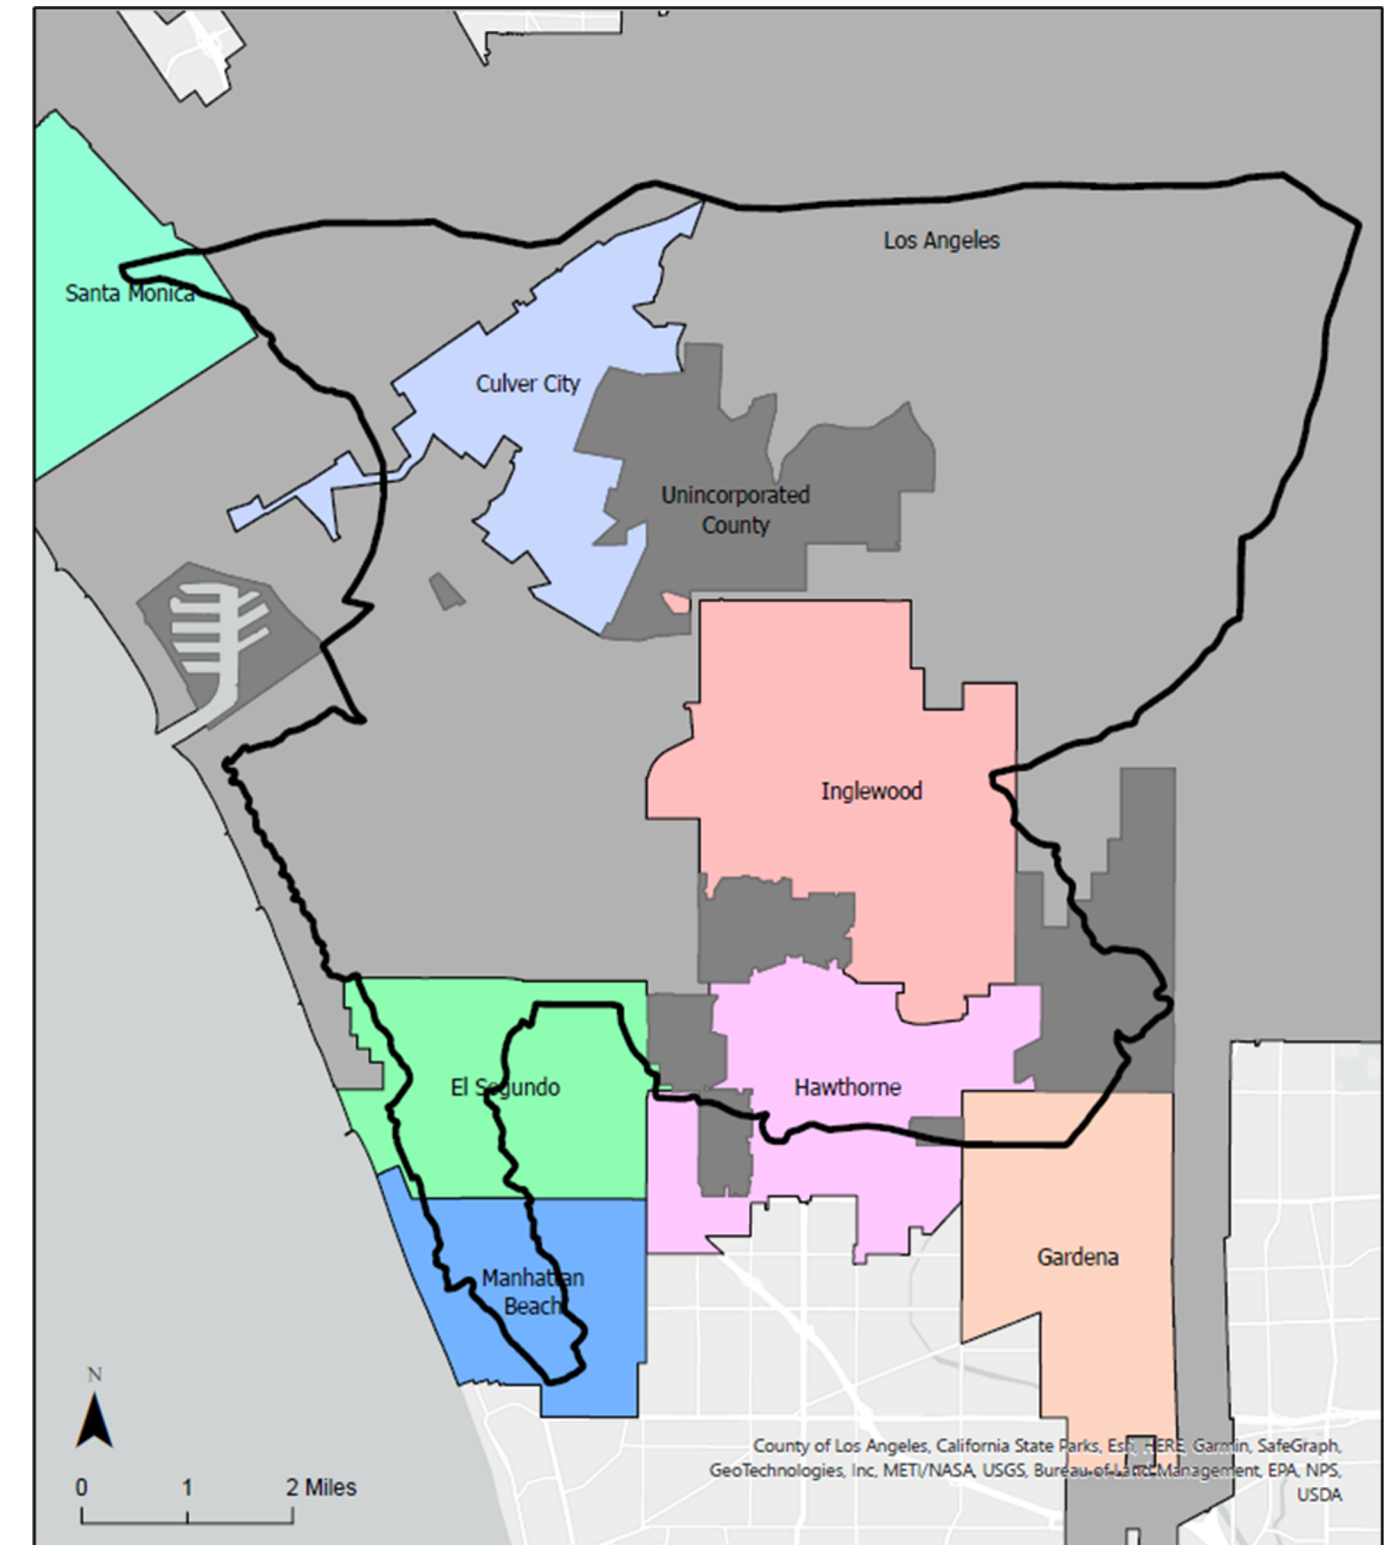 Los Angeles
Santa Monica
Culver City
Unincorporated
County
Inglewood
El Segundo
Hawthorne
Gardena
Manhattan
Beach
N
0 1 2 Miles
County of Los Angeles, California State Parks, Esri, HERE, Garmin, SafeGraph,
GeoTechnologies, Inc, METI/NASA, USGS, Bureau of Land Management, EPA, NPS,
USDA